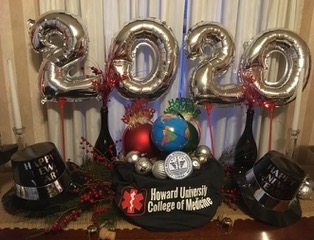 2020
HAPPY
NEW YEAR
Howard University
College of Medicine
HAPPY
NEW YEAR